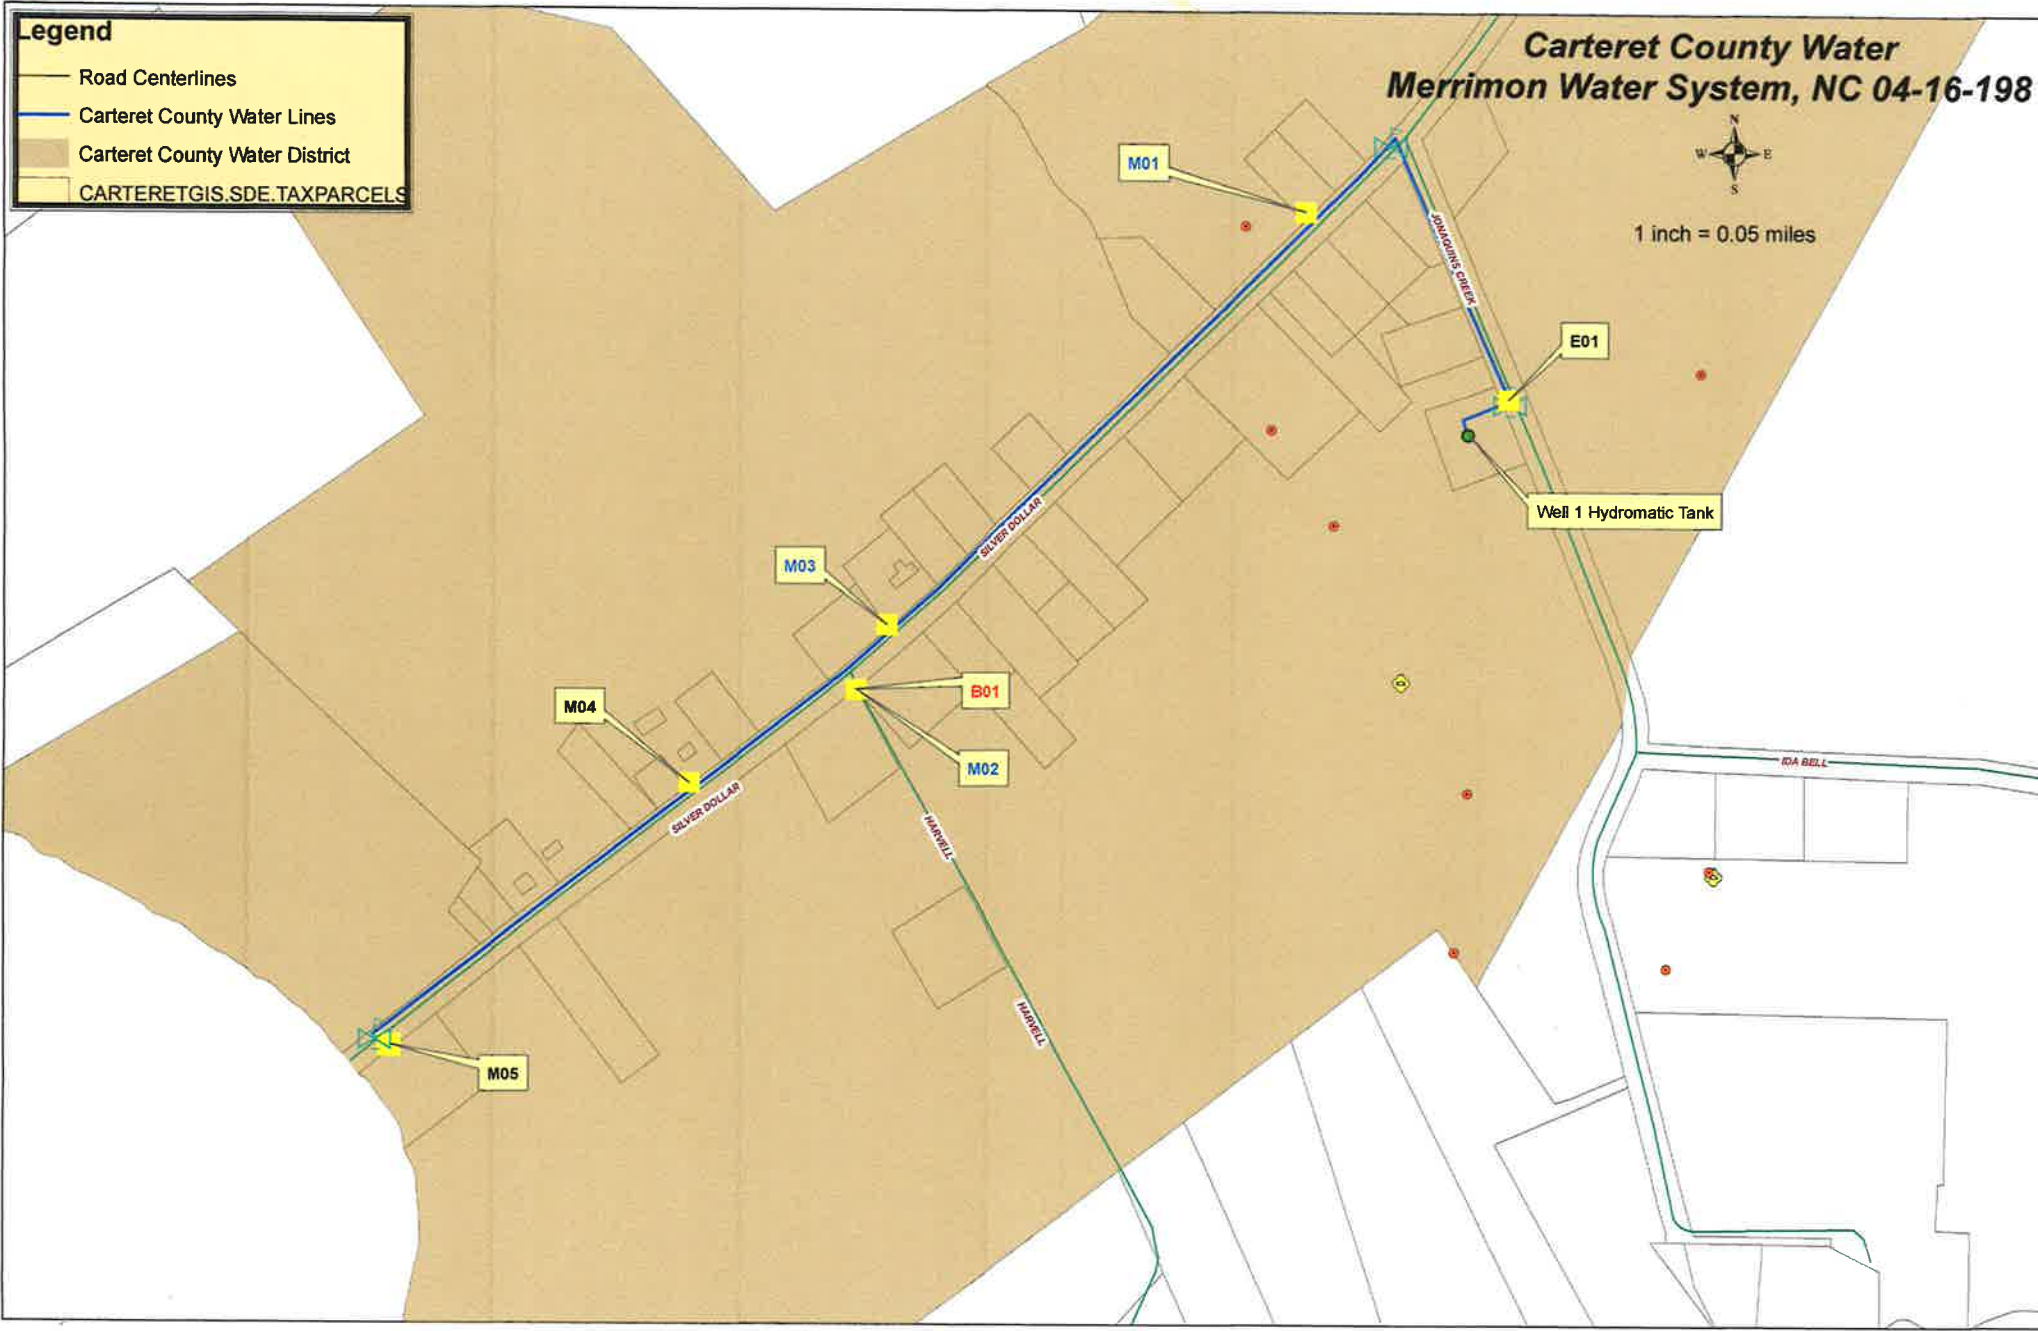 Legend
Road Centerlines
Carteret County Water Lines
Carteret County Water District
CARTERETGIS.SDE.TAXPARCELS
Carteret County Water
Merrimon Water System, NC 04-16-198
N
W E
S
1 inch = 0.05 miles
M01
JONAQUINS CREEK
E01
Well 1 Hydromatic Tank
SILVER DOLLAR
M03
B01
M04
M02
IDA BELL
SILVER DOLLAR
HARVELL
HARVELL
M05